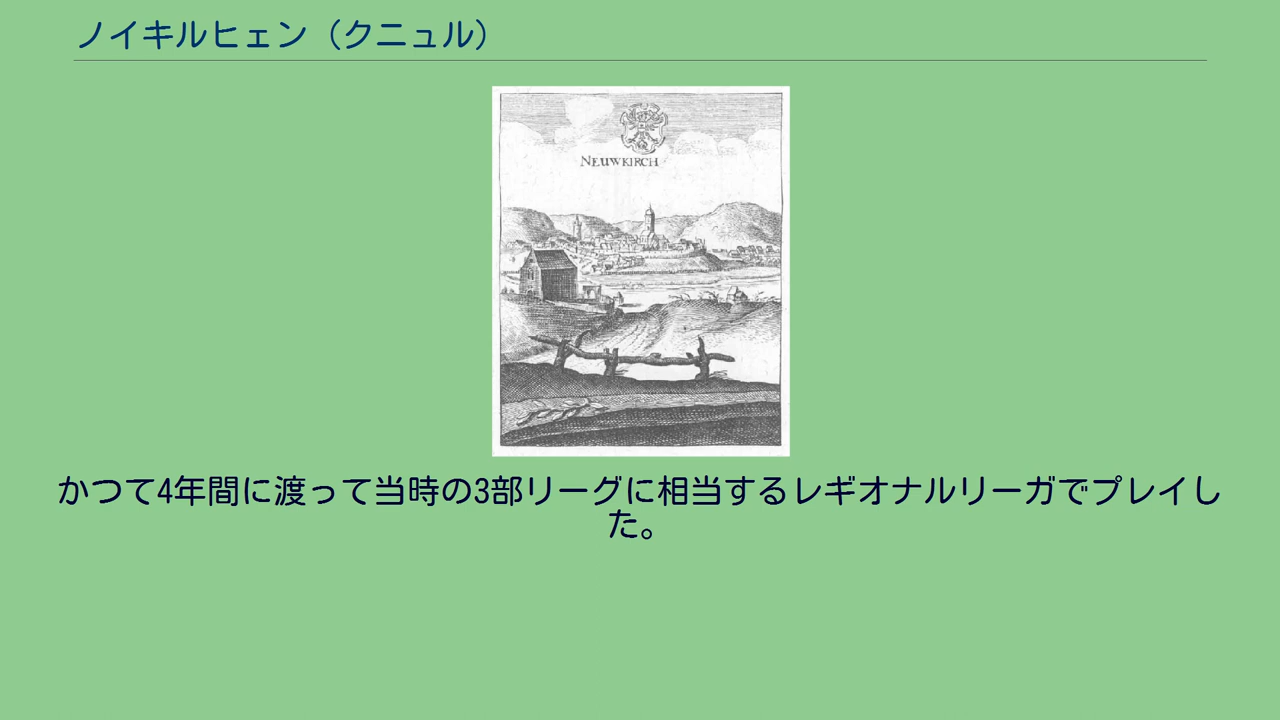 ノイキルヒェン（クニュル）
NEUWKIRCH
かつて4年間に渡って当時の3部リーグに相当するレギオナルリーガでプレイし
た。